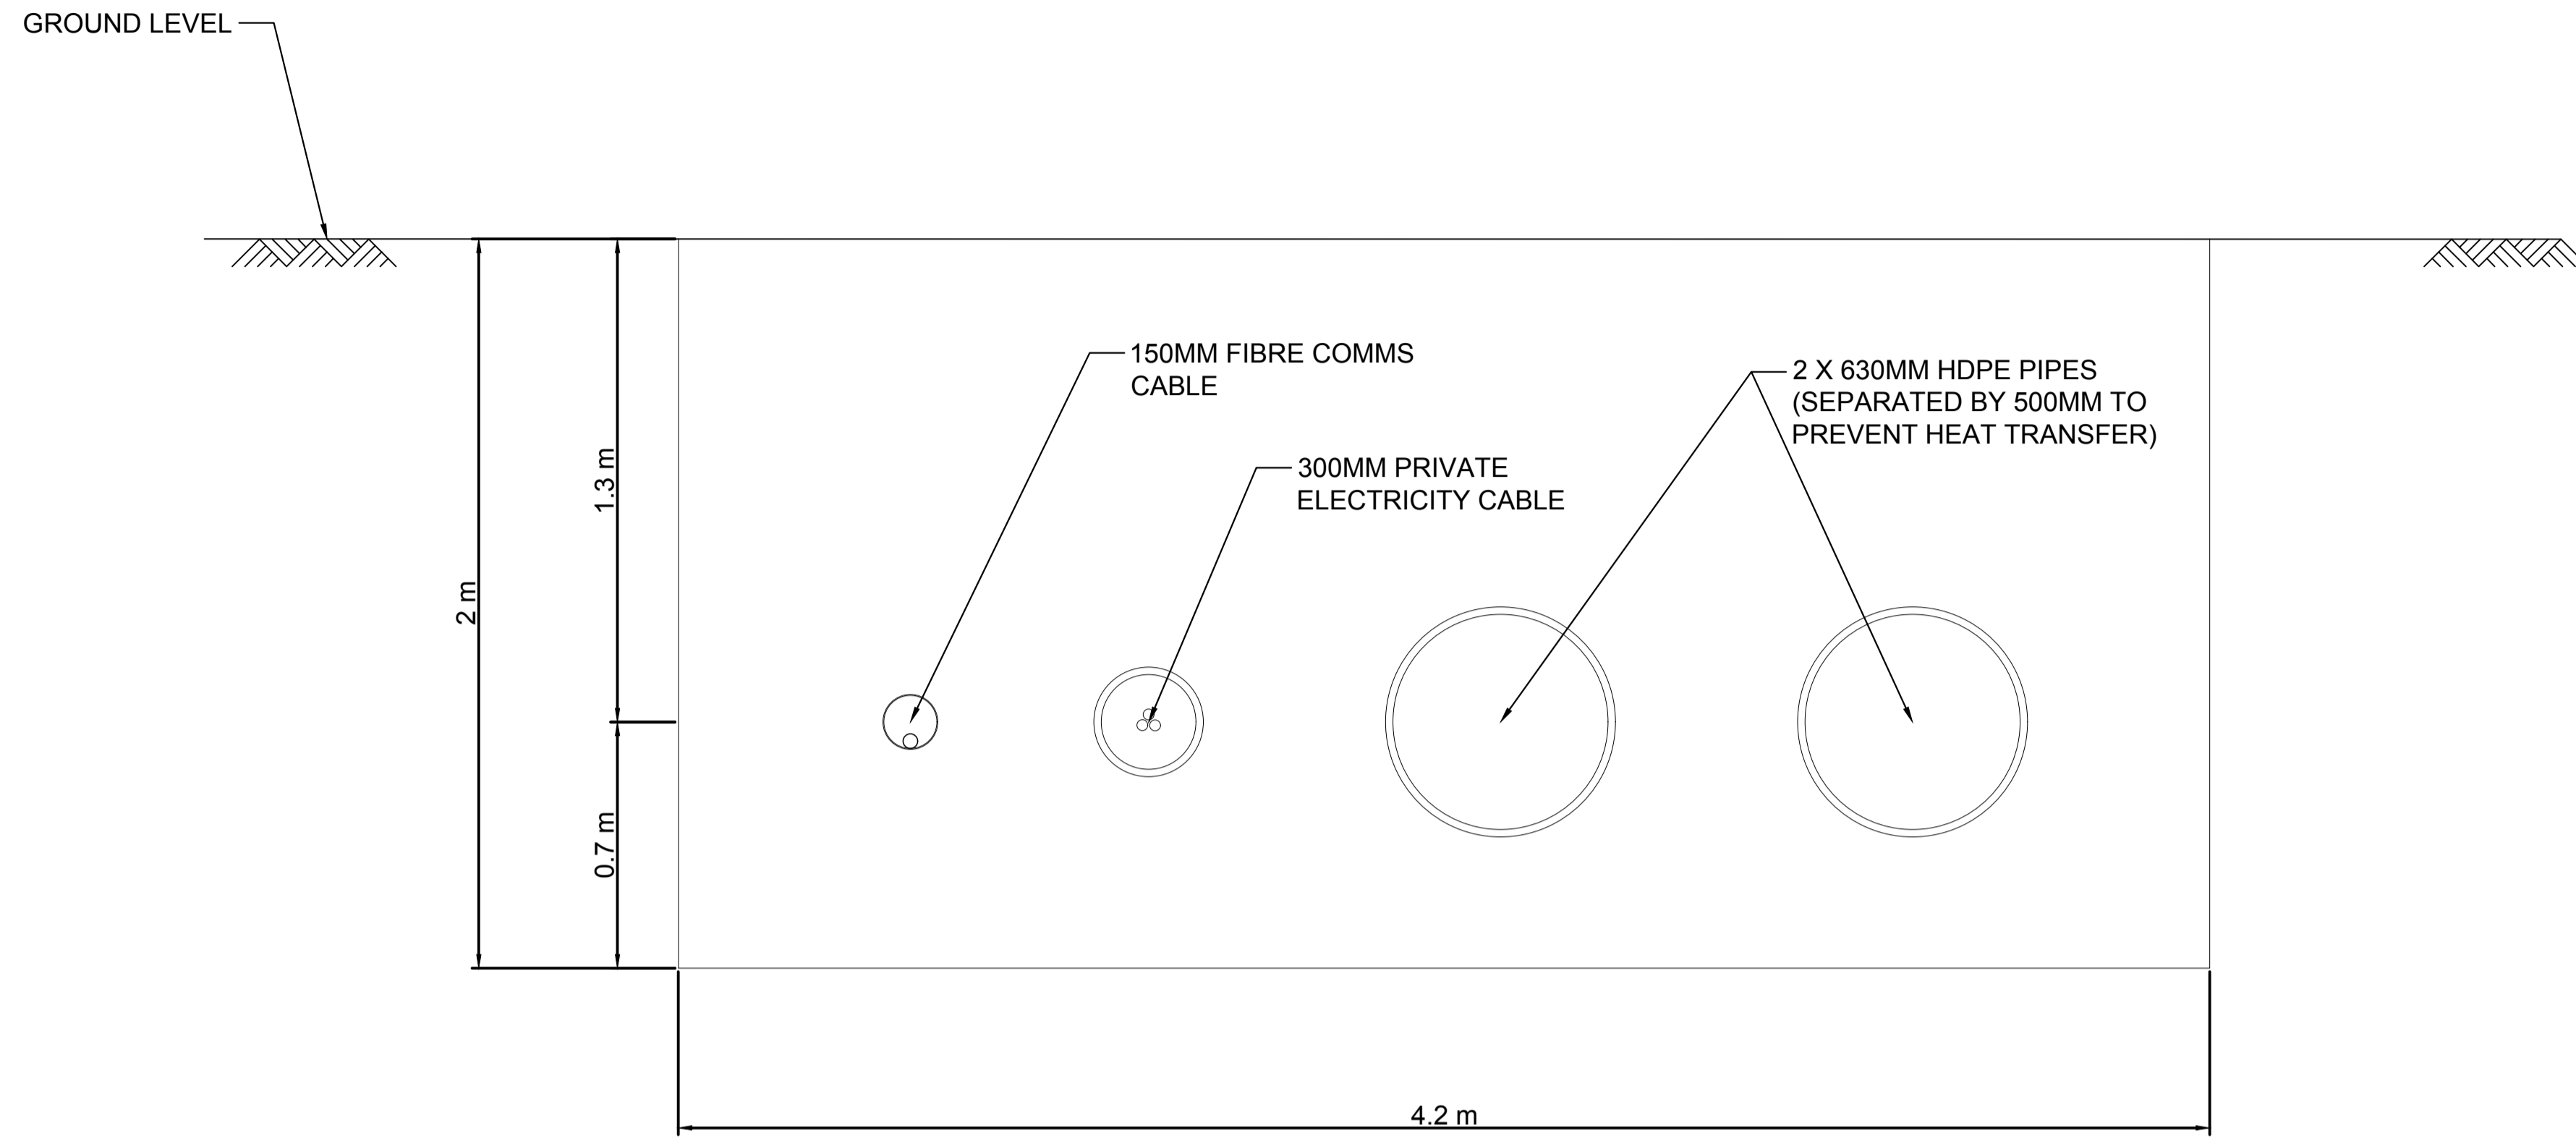 GROUND LEVEL
150MM FIBRE COMMS
CABLE
2 X 630MM HDPE PIPES
(SEPARATED BY 500MM TO
PREVENT HEAT TRANSFER)
300MM PRIVATE
ELECTRICITY CABLE
1.3 m
2 m
0.7 m
4.2 m